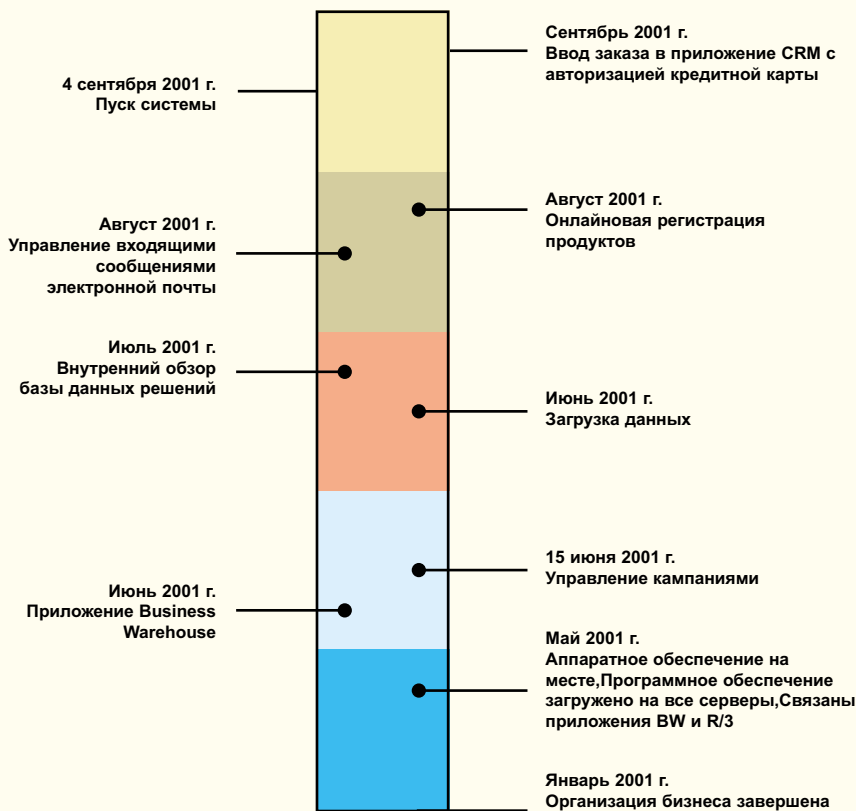 Сентябрь 2001 г.
Ввод заказа в приложение CRM с
авторизацией кредитной карты
4 сентября 2001 г.
Пуск системы
Август 2001 г.
Онлайновая регистрация
продуктов
Август 2001 г.
Управление входящими
сообщениями
электронной почты
Июль 2001 г.
Внутренний обзор
базы данных решений
Июнь 2001 г.
Загрузка данных
15 июня 2001 г.
Управление кампаниями
Июнь 2001 г.
Приложение Business
Warehouse
Май 2001 г.
Аппаратное обеспечение на
месте,Программное обеспечение
загружено на все серверы,Связаны
приложения BW и R/3
Январь 2001 г.
Организация бизнеса завершена